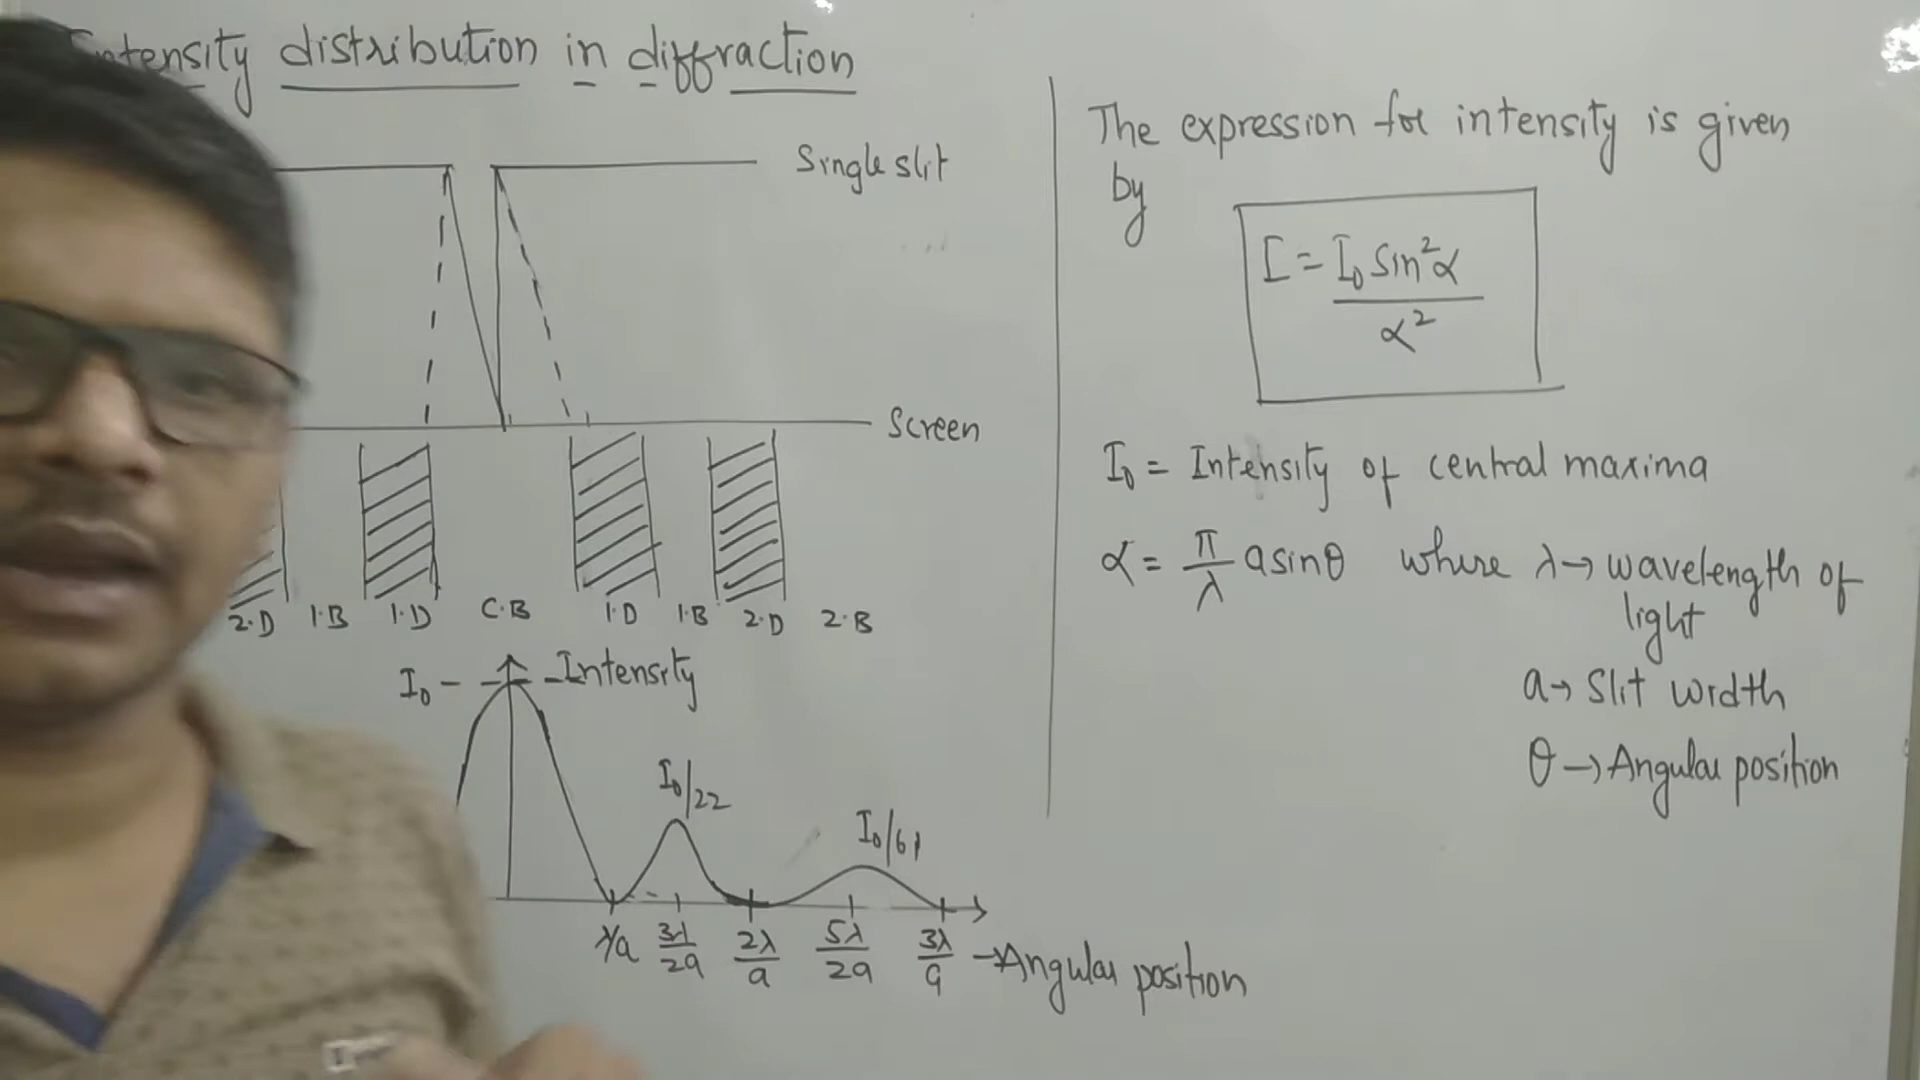 Intensity distribution in diffraction
Single slit
Screen
2.D 1.B 1.D C.B 1.D 1.B 2.D 2.B
I₀ Intensity
I₀/22
I₀/61
λ/a 3λ/2a 2λ/a 5λ/2a 3λ/a → Angular position
The expression for intensity is given
by
I = I₀ Sin²α / α²
I₀ = Intensity of central maxima
α = π/λ a sinθ where λ → wavelength of
light
a → Slit width
θ → Angular position